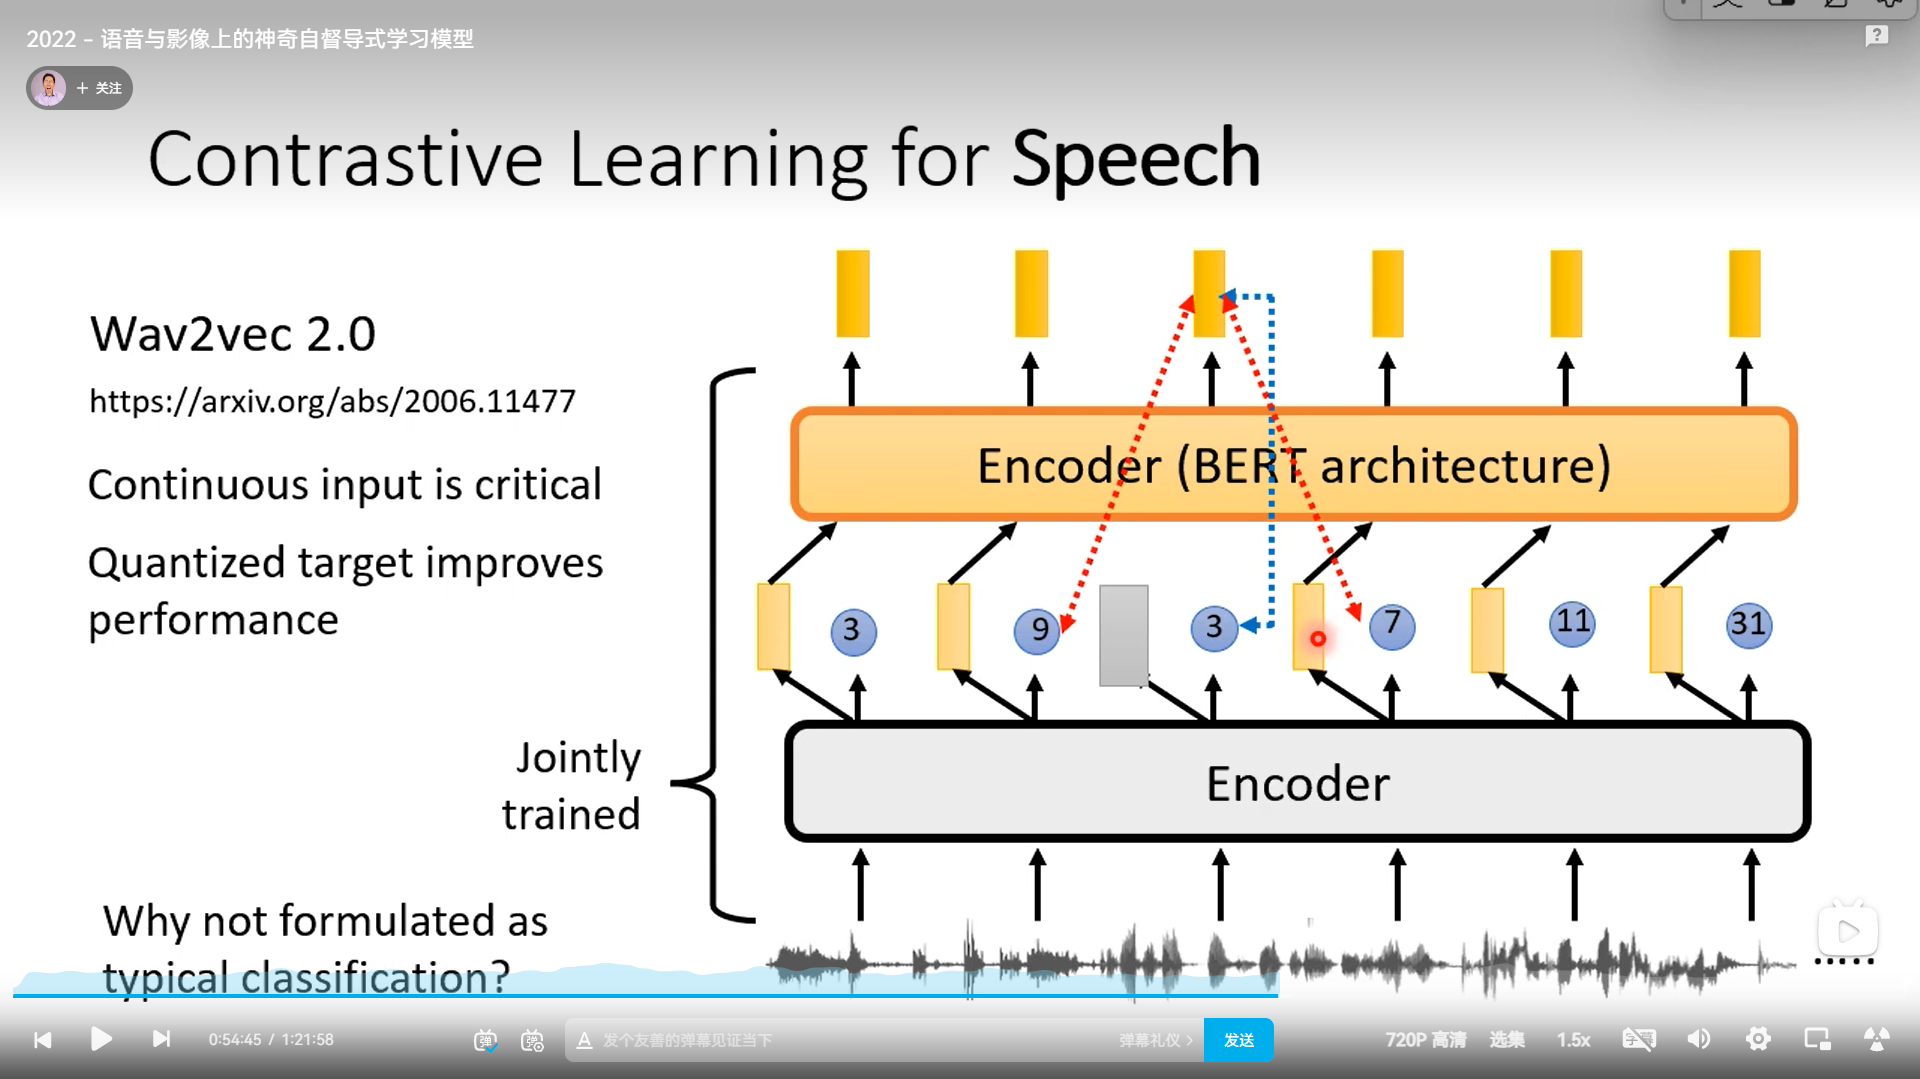 2022 - 语音与影像上的神奇自督导式学习模型
+ 关注
Contrastive Learning for Speech
Wav2vec 2.0
https://arxiv.org/abs/2006.11477
Continuous input is critical
Quantized target improves
performance
Encoder (BERT architecture)
3 9 3 7 11 31
Jointly
trained
Encoder
Why not formulated as
typical classification?
0:54:45 / 1:21:58
弹
弹
A 发个友善的弹幕见证当下
弹幕礼仪 >
发送
720P 高清
选集
1.5x
字幕